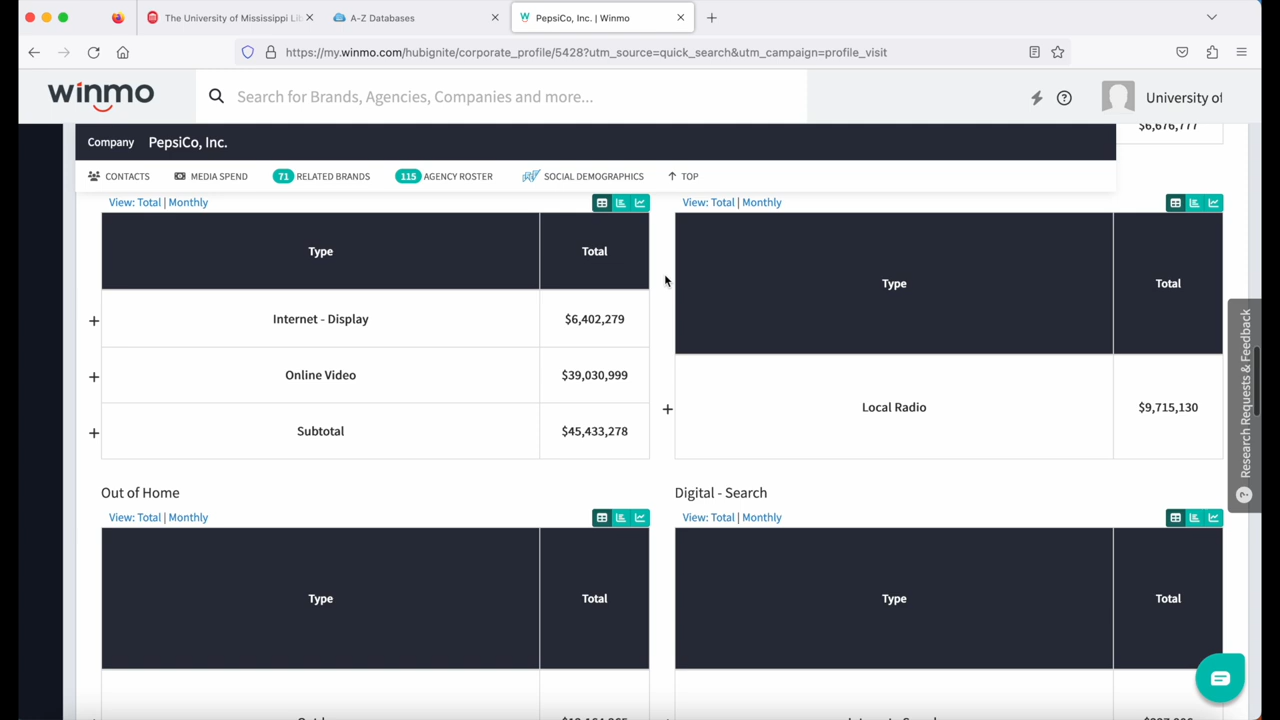 The University of Mississippi Li
A-Z Databases
PepsiCo, Inc. | Winmo
https://my.winmo.com/hubignite/corporate_profile/5428?utm_source=quick_search&utm_campaign=profile_visit
winmo
Search for Brands, Agencies, Companies and more...
University of
Company PepsiCo, Inc.
$6,676,777
CONTACTS
MEDIA SPEND
71 RELATED BRANDS
115 AGENCY ROSTER
SOCIAL DEMOGRAPHICS
TOP
View: Total | Monthly
Type Total
Internet - Display $6,402,279
Online Video $39,030,999
Subtotal $45,433,278
View: Total | Monthly
Type Total
Local Radio $9,715,130
Out of Home
View: Total | Monthly
Type Total
Digital - Search
View: Total | Monthly
Type Total
Research Requests & Feedback